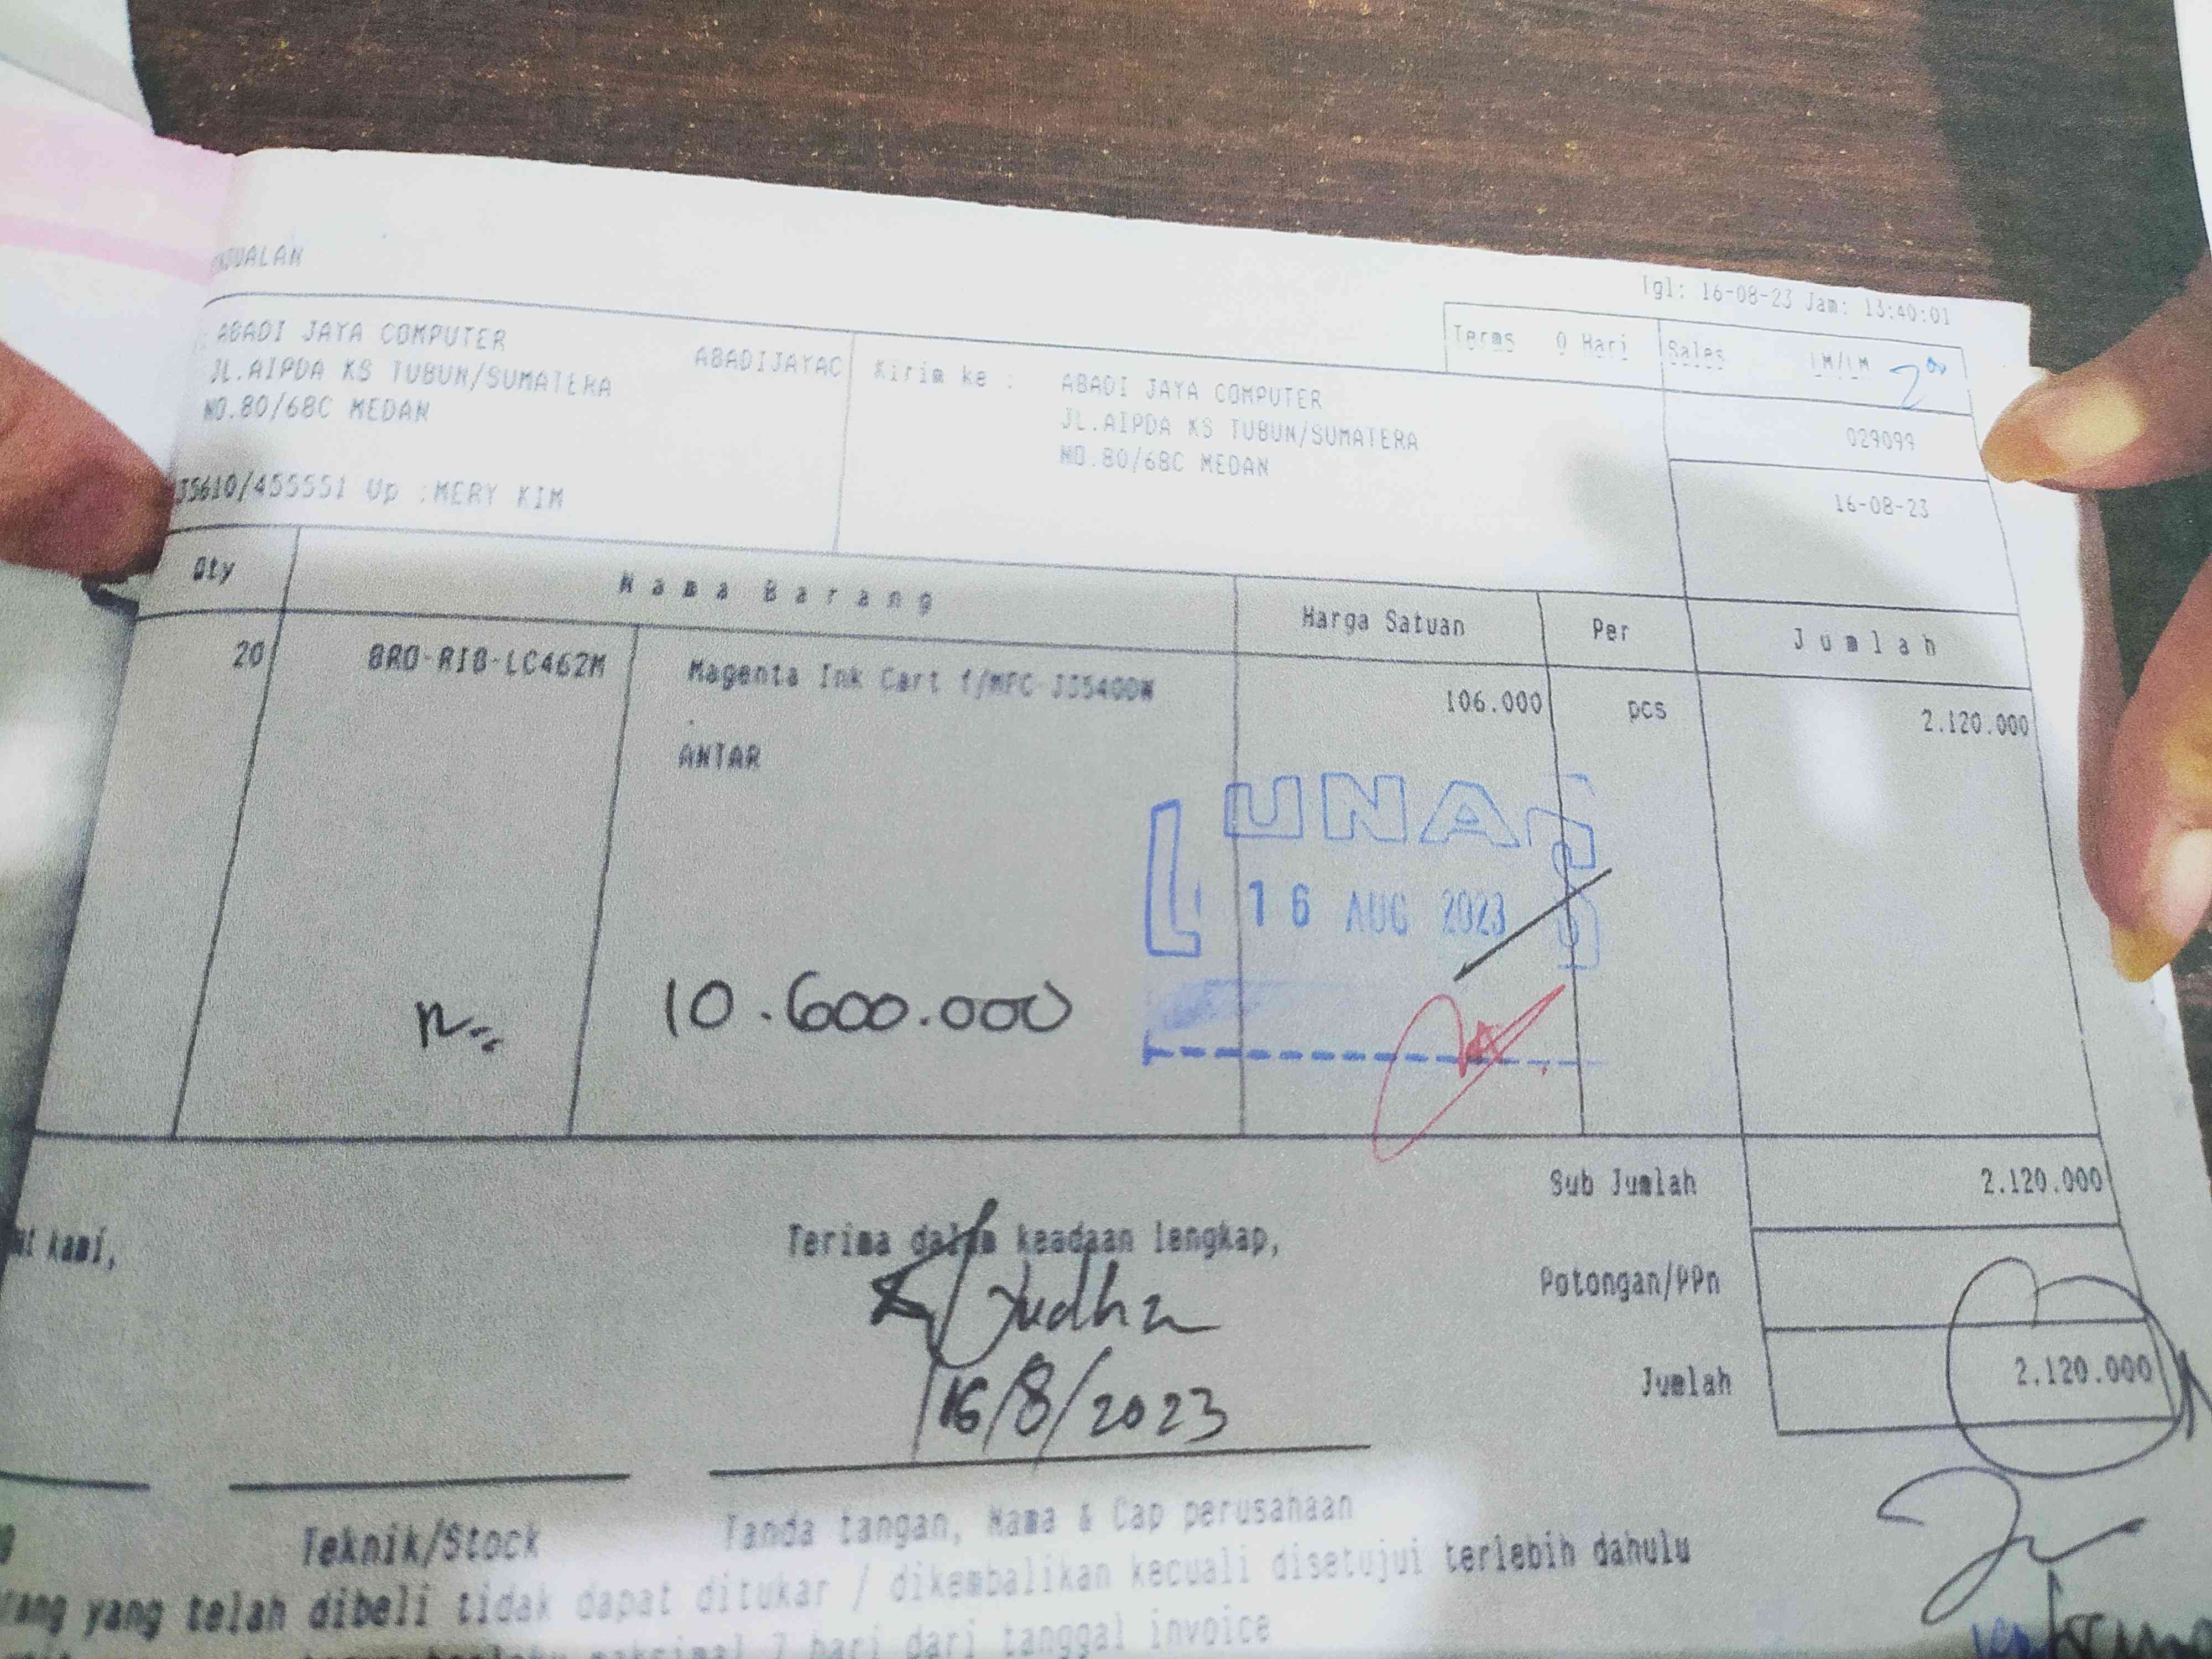 Tgl: 16-08-23 Jam: 13:40:01
Terms 0 Hari Sales LM/LM
ABADI JAYA COMPUTER ABADIJAYAC
JL.AIPDA KS TUBUN/SUMATERA
NO.80/68C MEDAN
Up :MERY KIM
Kirim ke : ABADI JAYA COMPUTER
JL.AIPDA KS TUBUN/SUMATERA
NO.80/68C MEDAN
029099
16-08-23
Qty Nama Barang Harga Satuan Per Jumlah
20 BRO-RIB-LC462M Magenta Ink Cart 106.000 pcs 2.120.000
.
ANTAR
LUNAS
16 AUG 2023
10.600.000
Sub Jumlah 2.120.000
kami, Terima dalam keadaan lengkap,
Potongan/PPn
Yudha
Jumlah 2.120.000
16/8/2023
Teknik/Stock Tanda tangan, Nama & Cap perusahaan
yang telah dibeli tidak dapat ditukar / dikembalikan kecuali disetujui terlebih dahulu
maksimal 7 hari dari tanggal invoice